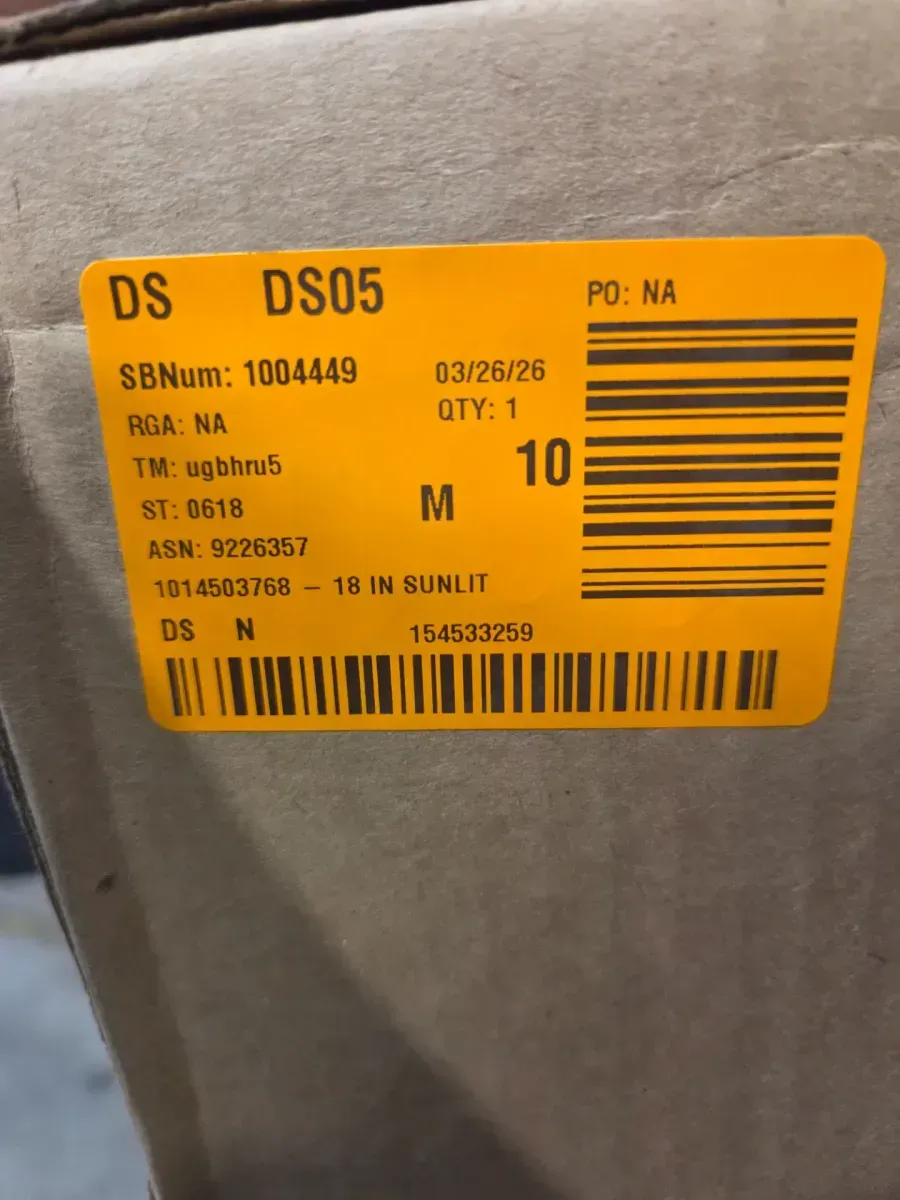 DS DS05
PO: NA
SBNum: 1004449 03/26/26
RGA: NA QTY: 1
TM: ugbhru5 10
ST: 0618 M
ASN: 9226357
1014503768 – 18 IN SUNLIT
DS N 154533259